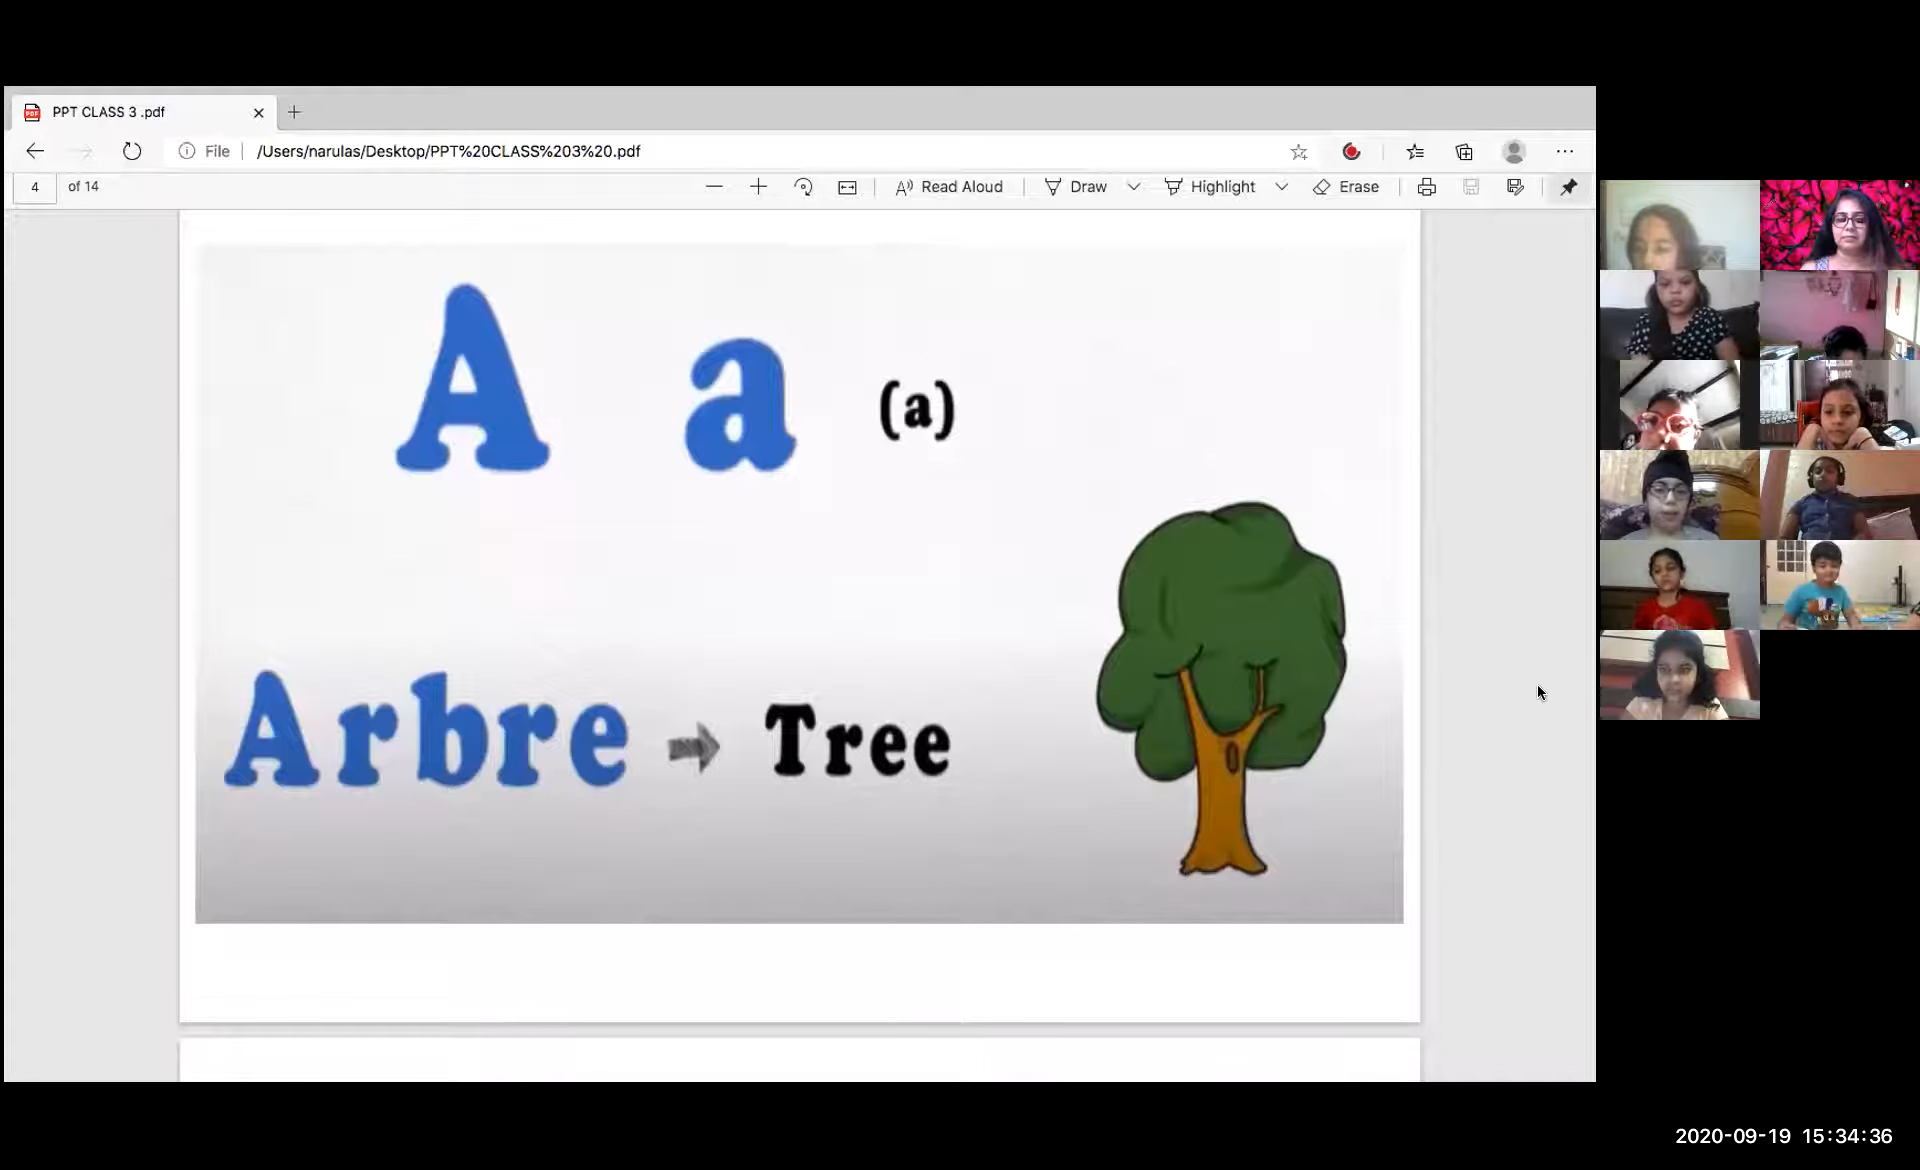 PPT CLASS 3 .pdf
File /Users/narulas/Desktop/PPT%20CLASS%203%20.pdf
4 of 14 Read Aloud Draw Highlight Erase
A a (a)
Arbre Tree
2020-09-19 15:34:36